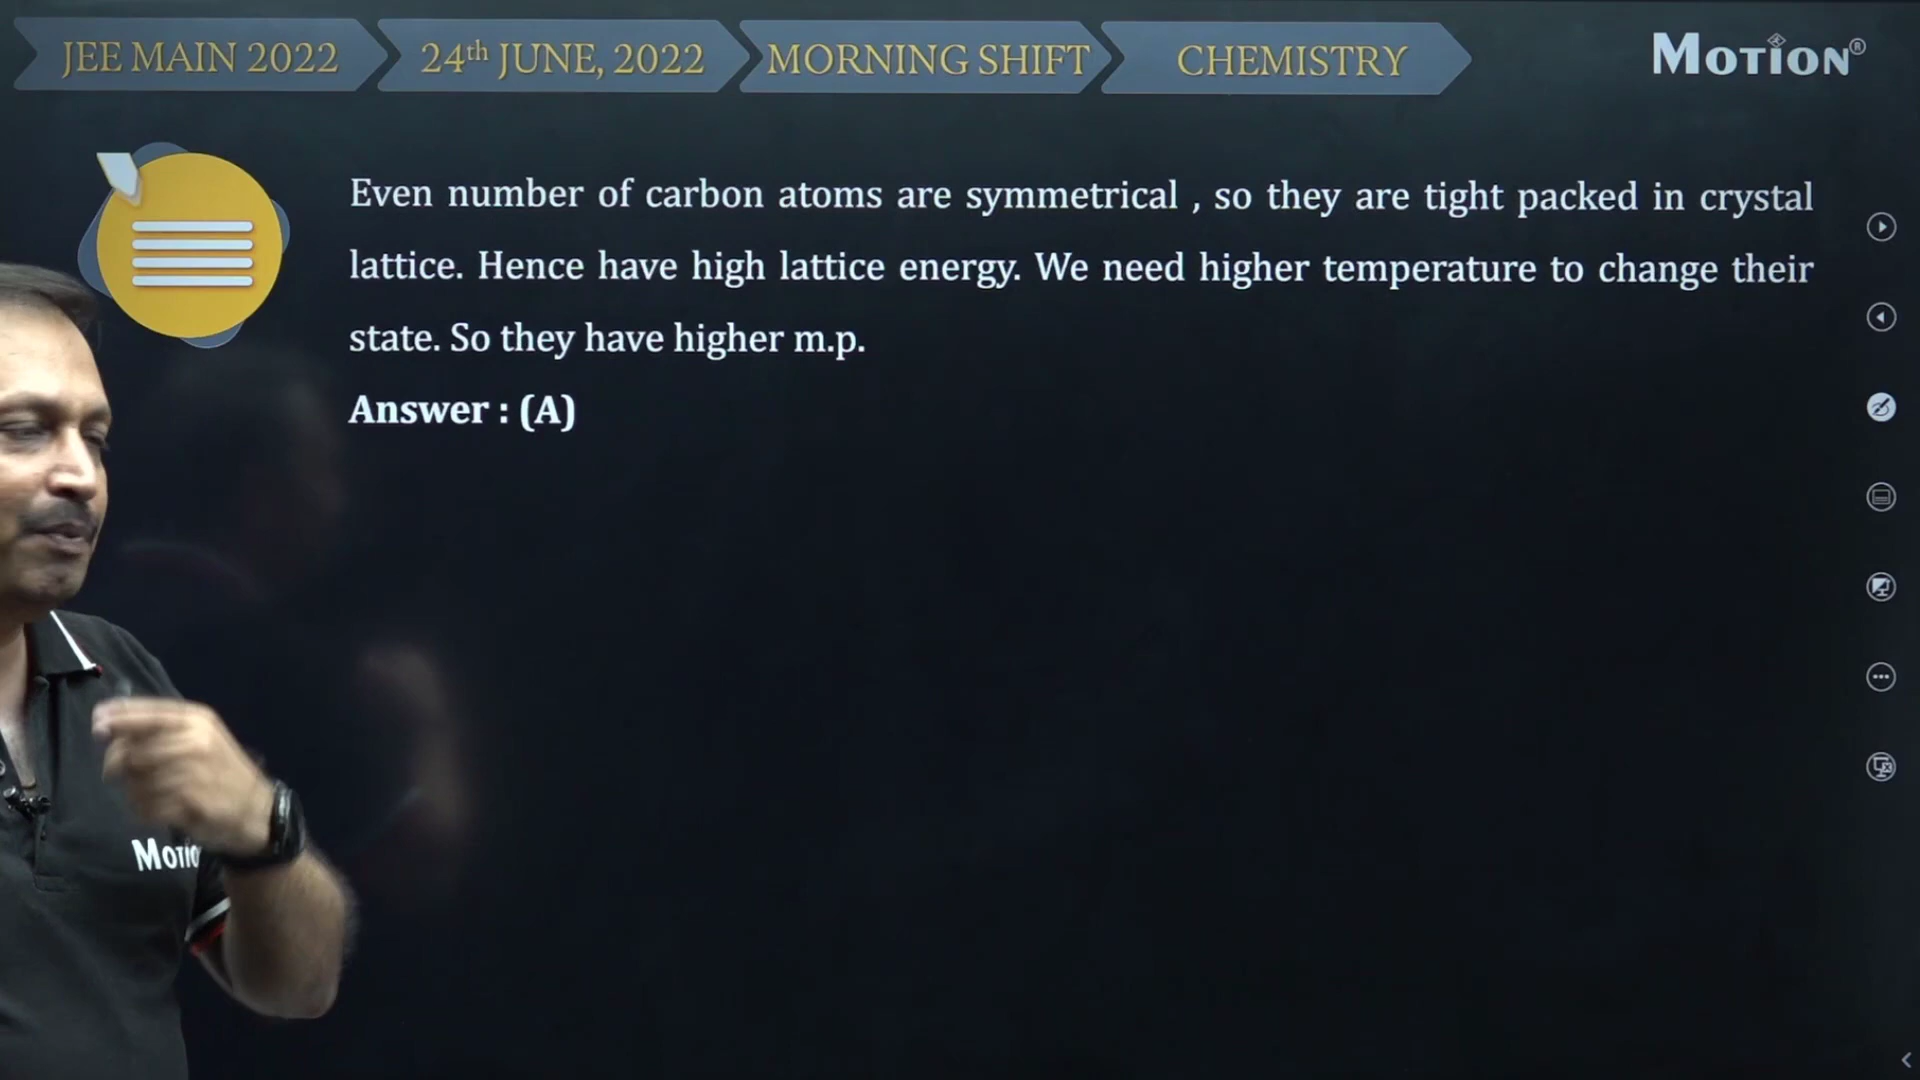 JEE MAIN 2022 24th JUNE, 2022 MORNING SHIFT CHEMISTRY MOTION®
Even number of carbon atoms are symmetrical , so they are tight packed in crystal
lattice. Hence have high lattice energy. We need higher temperature to change their
state. So they have higher m.p.
Answer : (A)
MOTIO